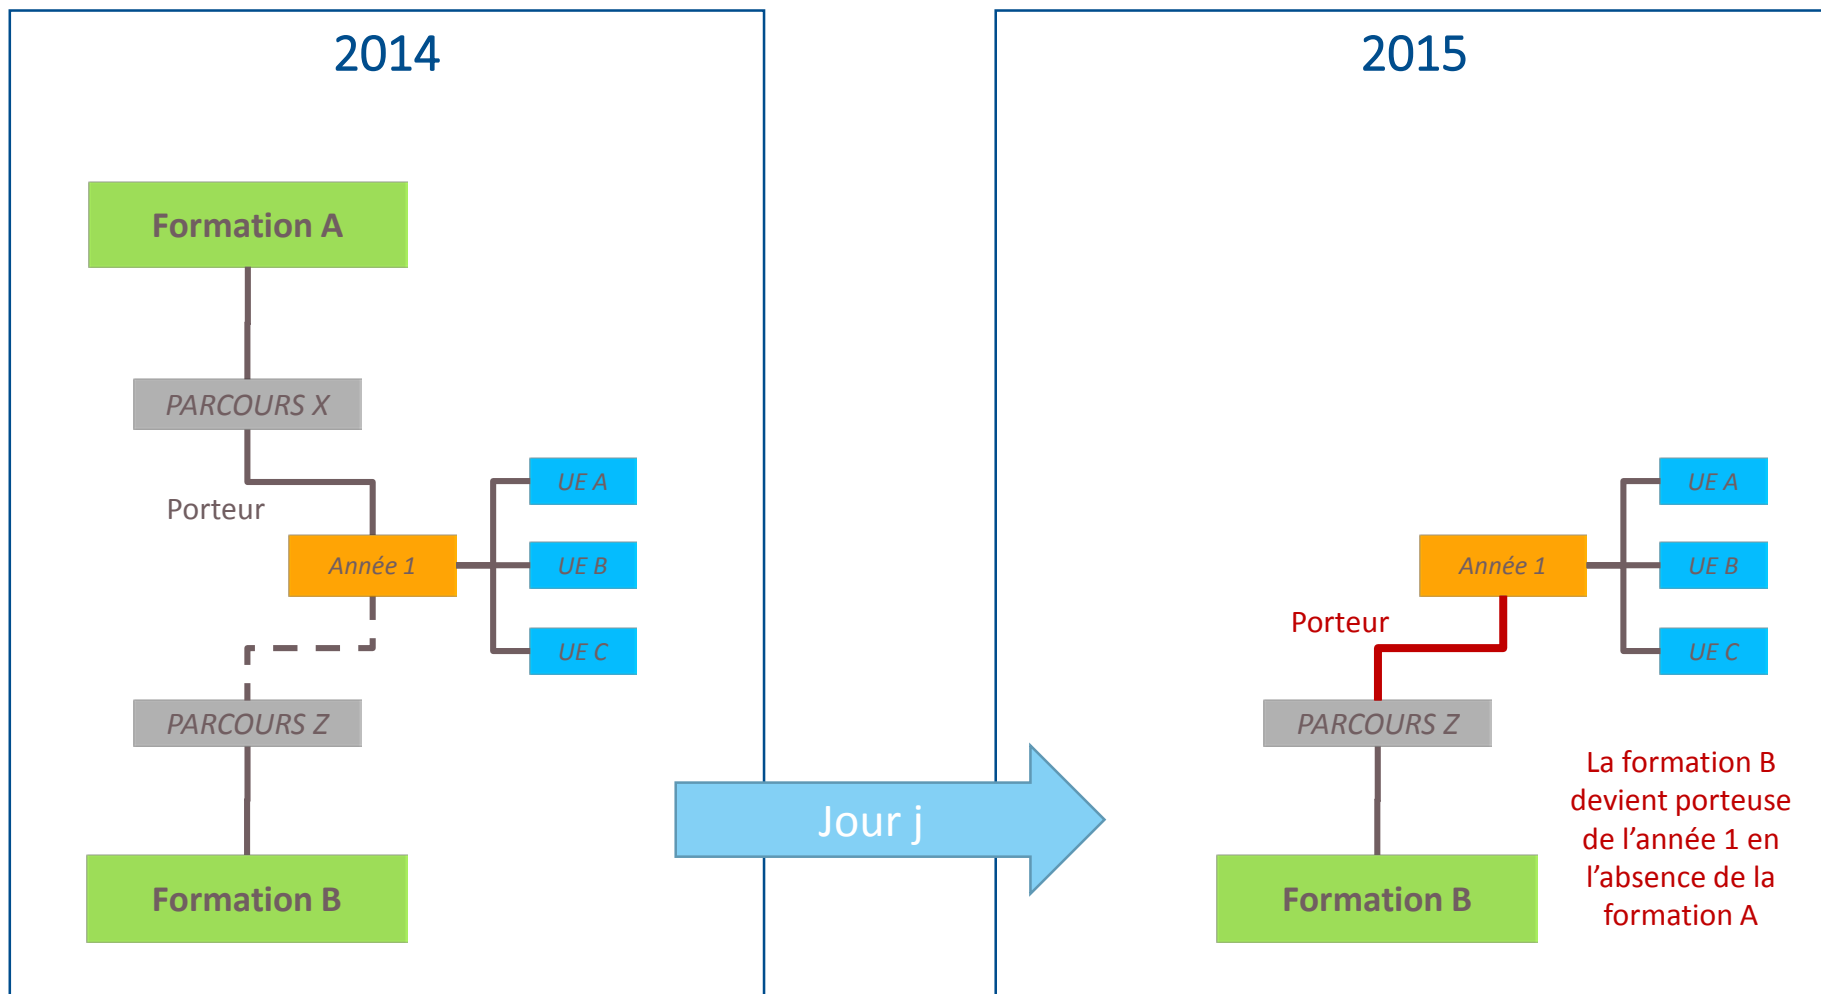 2014
Formation A
PARCOURS X
Porteur
UE A
Année 1
UE B
UE C
PARCOURS Z
Formation B
Jour j
2015
UE A
Année 1
UE B
Porteur
UE C
PARCOURS Z
Formation B
La formation B
devient porteuse
de l’année 1 en
l’absence de la
formation A